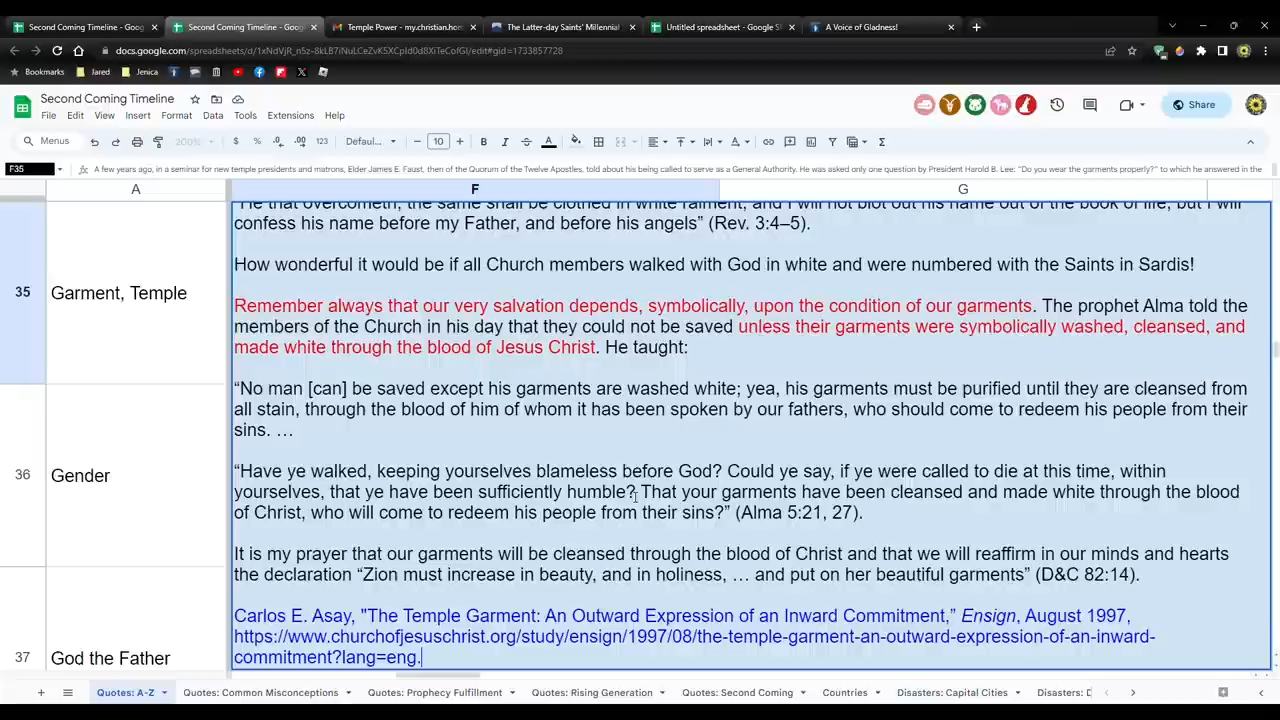 Second Coming Timeline - Goog
Second Coming Timeline - Goog
Temple Power - my.christian.hom
The Latter-day Saints' Millennial
Untitled spreadsheet - Google Sh
A Voice of Gladness!
Bookmarks Jared Jenica
Second Coming Timeline
File Edit View Insert Format Data Tools Extensions Help
Share
Menus 200% $ % .0 .00 123 Defaul... 10 B I A
F35 A few years ago, in a seminar for new temple presidents and matrons, Elder James E. Faust, then of the Quorum of the Twelve Apostles, told about his being called to serve as a General Authority. He was asked only one question by President Harold B. Lee: "Do you wear the garments properly?" to which he answered in the
A F G
"He that overcometh, the same shall be clothed in white raiment; and I will not blot out his name out of the book of life, but I will
confess his name before my Father, and before his angels” (Rev. 3:4–5).
How wonderful it would be if all Church members walked with God in white and were numbered with the Saints in Sardis!
35 Garment, Temple
Remember always that our very salvation depends, symbolically, upon the condition of our garments. The prophet Alma told the
members of the Church in his day that they could not be saved unless their garments were symbolically washed, cleansed, and
made white through the blood of Jesus Christ. He taught:
“No man [can] be saved except his garments are washed white; yea, his garments must be purified until they are cleansed from
all stain, through the blood of him of whom it has been spoken by our fathers, who should come to redeem his people from their
sins. …
36 Gender
“Have ye walked, keeping yourselves blameless before God? Could ye say, if ye were called to die at this time, within
yourselves, that ye have been sufficiently humble? That your garments have been cleansed and made white through the blood
of Christ, who will come to redeem his people from their sins?” (Alma 5:21, 27).
It is my prayer that our garments will be cleansed through the blood of Christ and that we will reaffirm in our minds and hearts
the declaration “Zion must increase in beauty, and in holiness, … and put on her beautiful garments” (D&C 82:14).
Carlos E. Asay, "The Temple Garment: An Outward Expression of an Inward Commitment,” Ensign, August 1997,
https://www.churchofjesuschrist.org/study/ensign/1997/08/the-temple-garment-an-outward-expression-of-an-inward-
commitment?lang=eng.
37 God the Father
Quotes: A-Z Quotes: Common Misconceptions Quotes: Prophecy Fulfillment Quotes: Rising Generation Quotes: Second Coming Countries Disasters: Capital Cities Disasters: D